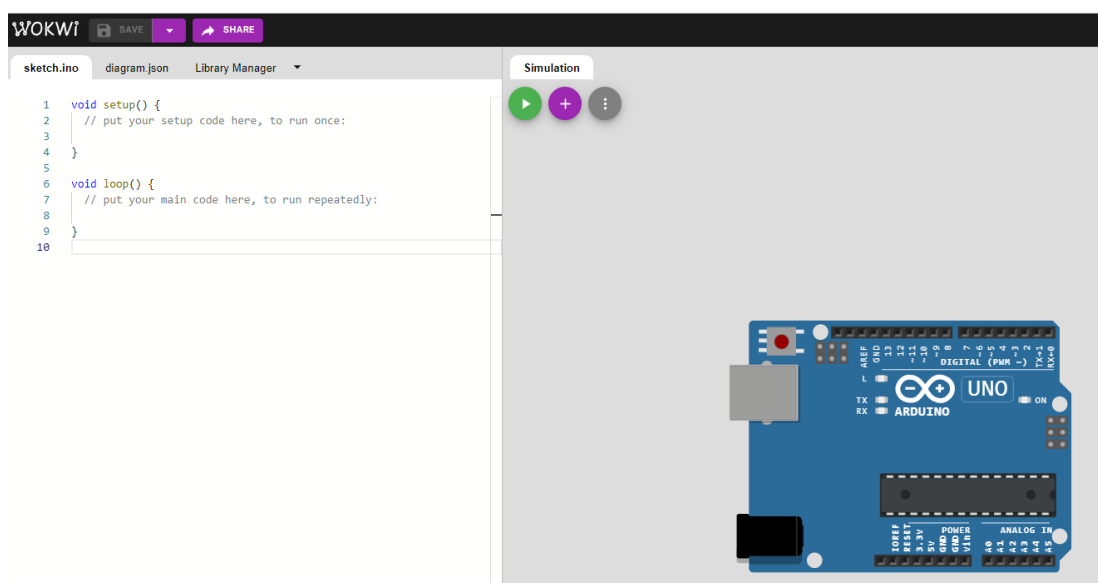 WOKWi SAVE SHARE
sketch.ino diagram.json Library Manager
Simulation
1 void setup() {
2 // put your setup code here, to run once:
3
4 }
5
6 void loop() {
7 // put your main code here, to run repeatedly:
8
9 }
10
AREF
GND
13
12
~11
~10
~9
8
7
~6
~5
4
~3
2
TX→1
RX←0
DIGITAL (PWM ~)
L
TX
RX
ARDUINO
UNO
ON
IOREF
RESET
3.3V
5V
GND
GND
Vin
POWER
ANALOG IN
A0
A1
A2
A3
A4
A5